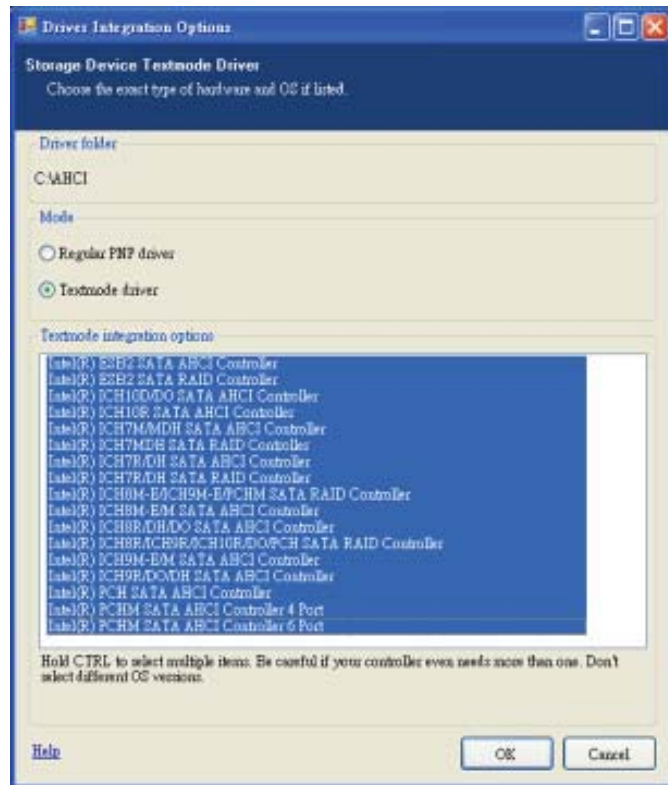 Driver Integration Options
Storage Device Textmode Driver
Choose the exact type of hardware and OS if listed.
Driver folder
C:\AHCI
Mode
Regular PNP driver
Textmode driver
Textmode integration options
Intel(R) ESB2 SATA AHCI Controller
Intel(R) ESB2 SATA RAID Controller
Intel(R) ICH10D/DO SATA AHCI Controller
Intel(R) ICH10R SATA AHCI Controller
Intel(R) ICH7M/MDH SATA AHCI Controller
Intel(R) ICH7MDH SATA RAID Controller
Intel(R) ICH7R/DH SATA AHCI Controller
Intel(R) ICH7R/DH SATA RAID Controller
Intel(R) ICH8M-E/ICH9M-E/PCHM SATA RAID Controller
Intel(R) ICH8M-E/M SATA AHCI Controller
Intel(R) ICH8R/DH/DO SATA AHCI Controller
Intel(R) ICH8R/ICH9R/ICH10R/DO/PCH SATA RAID Controller
Intel(R) ICH9M-E/M SATA AHCI Controller
Intel(R) ICH9R/DO/DH SATA AHCI Controller
Intel(R) PCH SATA AHCI Controller
Intel(R) PCHM SATA AHCI Controller 4 Port
Intel(R) PCHM SATA AHCI Controller 6 Port
Hold CTRL to select multiple items. Be careful if your controller even needs more than one. Don't
select different OS versions.
Help
OK
Cancel